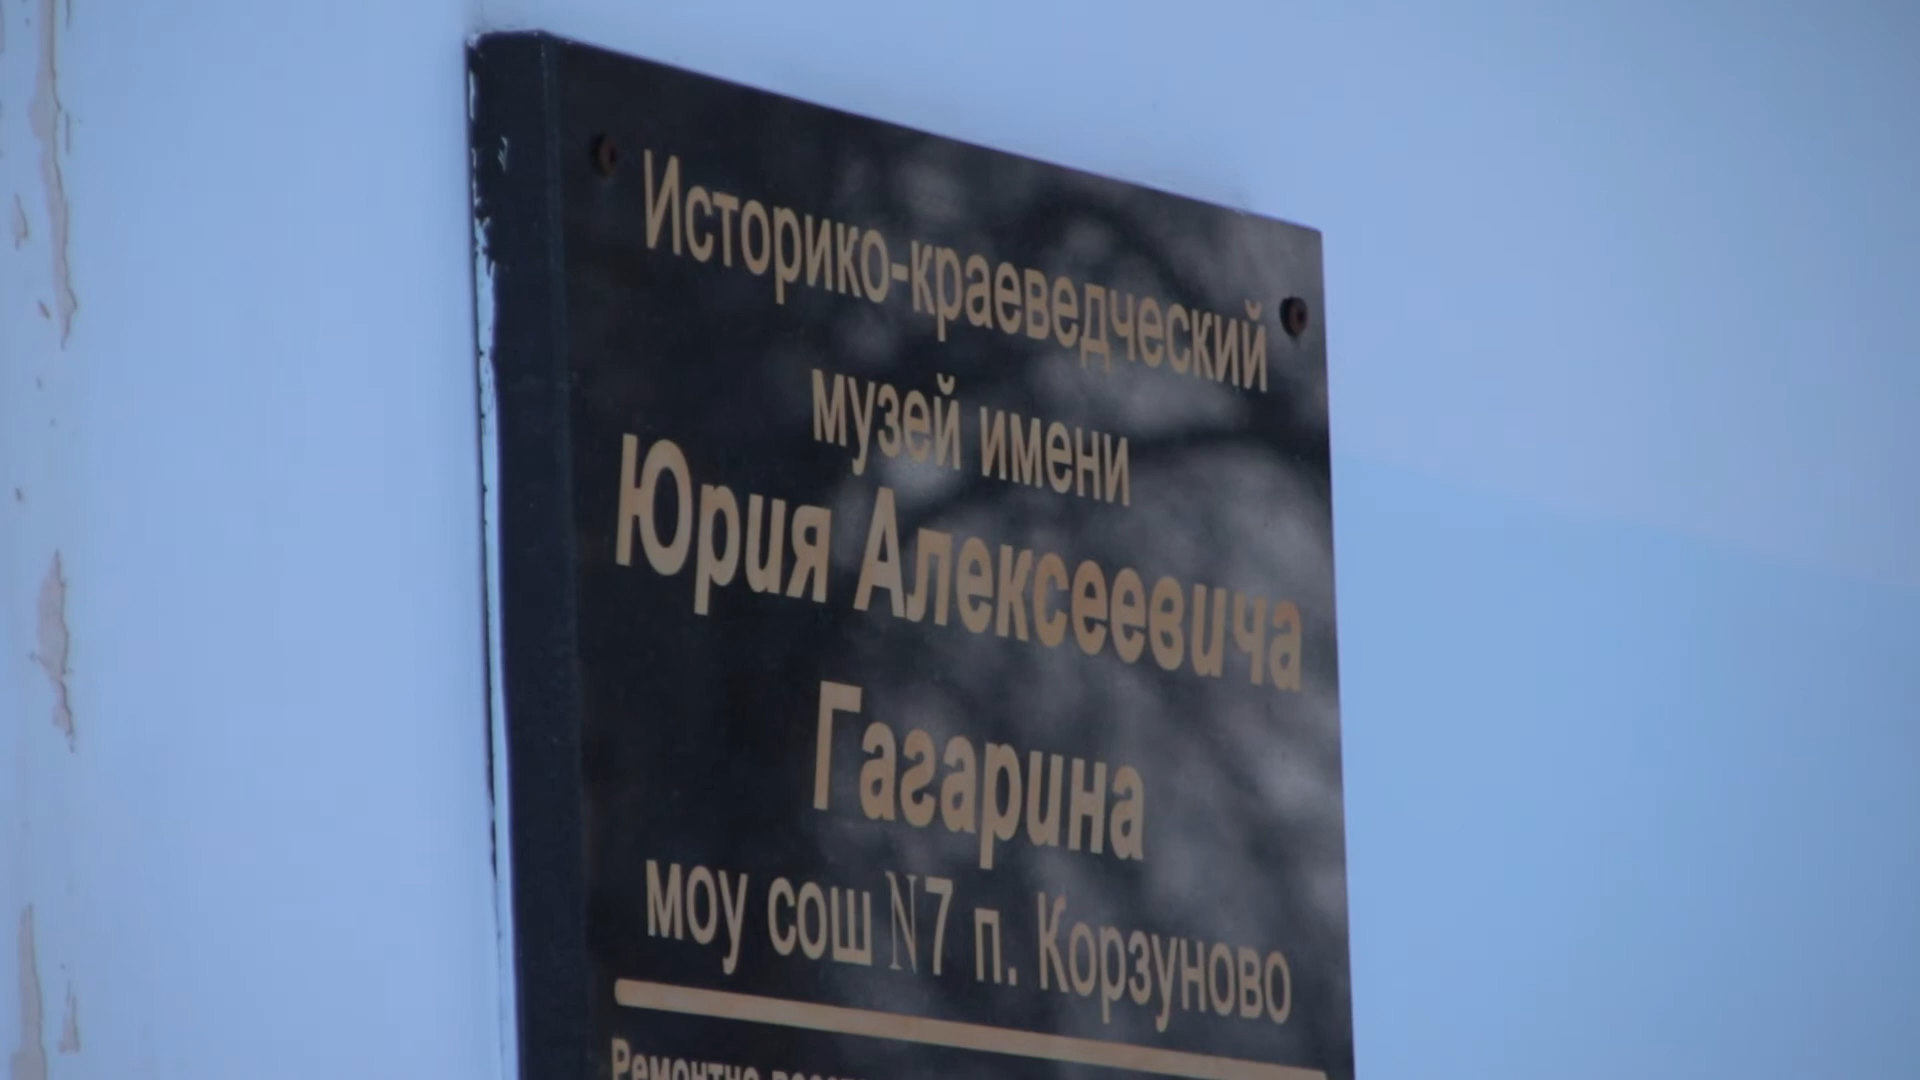 Историко-краеведческий
музей имени
Юрия Алексеевича
Гагарина
моу сош N7 п. Корзуново